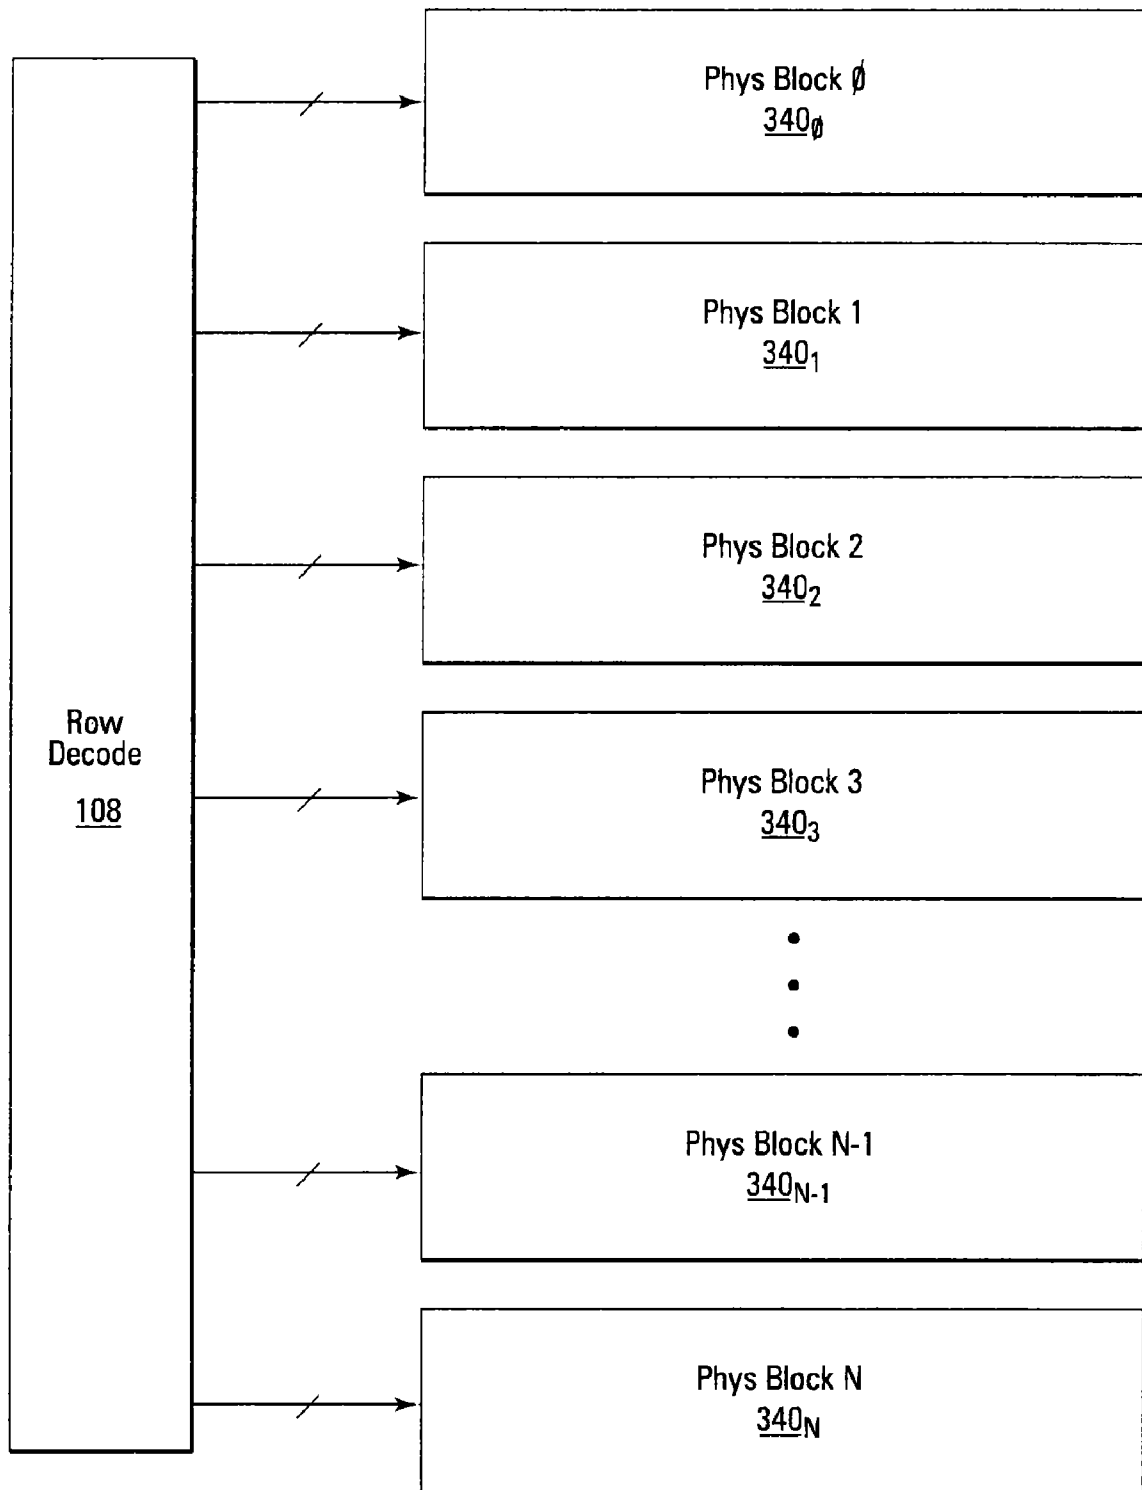 Phys Block Ø
340Ø
Phys Block 1
340₁
Phys Block 2
340₂
Row
Decode
108
Phys Block 3
340₃
Phys Block N-1
340N-1
Phys Block N
340N